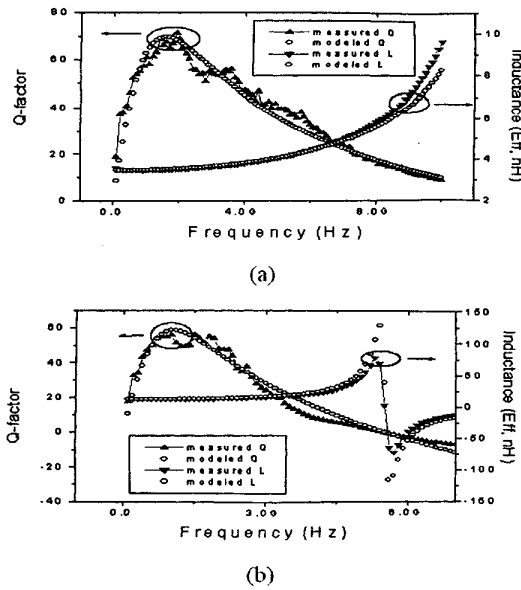 80
60
40
20
0
Q-factor
measured Q
modeled Q
measured L
modeled L
10
8
6
4
2
Inductance (Eff, nH)
0.0
4.00
8.00
Frequency (Hz)
(a)
60
40
20
0
-20
-40
Q-factor
measured Q
modeled Q
measured L
modeled L
150
100
50
0
-50
-100
-150
Inductance (Eff, nH)
0.0
3.00
6.00
Frequency (Hz)
(b)